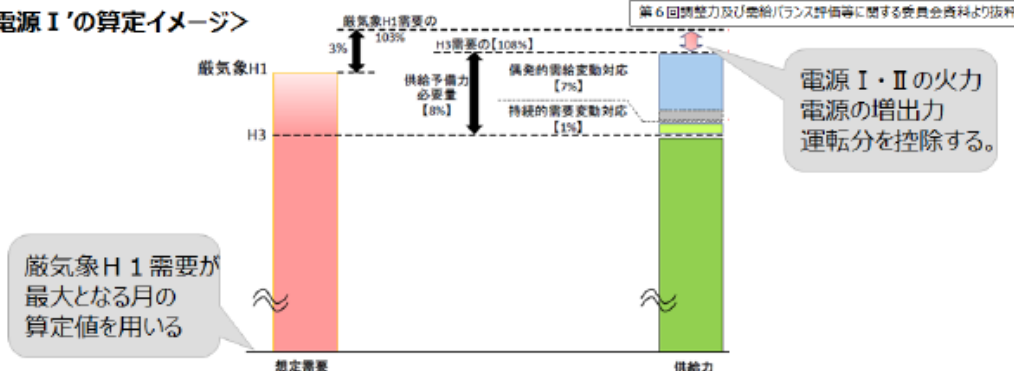 電源Ⅰ’の算定イメージ>
第6回調整力及び需給バランス評価等に関する委員会資料より抜粋
厳気象H1需要の
103%
3%
H3需要の【108%】
厳気象H1
供給予備力
必要量
【8%】
偶発的需給変動対応
【7%】
持続的需要変動対応
【1%】
H3
電源Ⅰ・Ⅱの火力
電源の増出力
運転分を控除する。
厳気象H1需要が
最大となる月の
算定値を用いる
想定需要
供給力